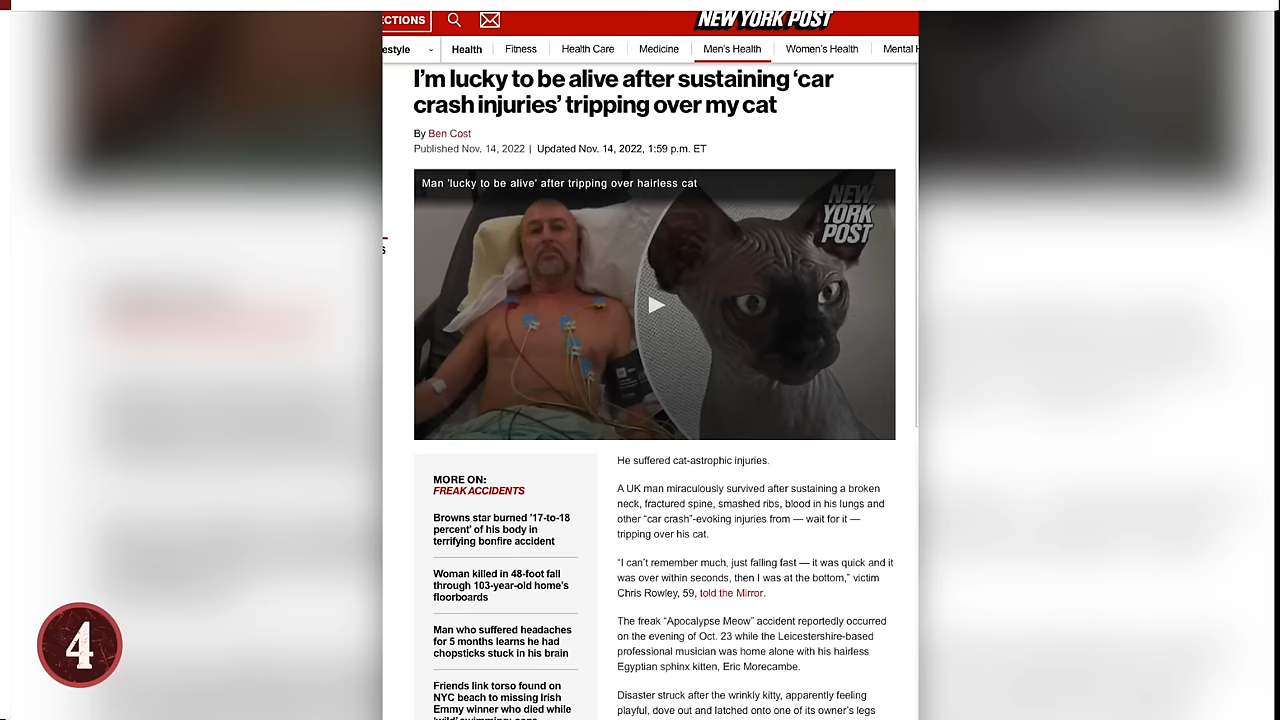 ECTIONS
NEW YORK POST
estyle
Health
Fitness
Health Care
Medicine
Men's Health
Women's Health
Mental H
I'm lucky to be alive after sustaining 'car
crash injuries' tripping over my cat
By Ben Cost
Published Nov. 14, 2022 | Updated Nov. 14, 2022, 1:59 p.m. ET
Man 'lucky to be alive' after tripping over hairless cat
NEW
YORK
POST
S
MORE ON:
FREAK ACCIDENTS
Browns star burned '17-to-18
percent' of his body in
terrifying bonfire accident
Woman killed in 48-foot fall
through 103-year-old home's
floorboards
Man who suffered headaches
for 5 months learns he had
chopsticks stuck in his brain
Friends link torso found on
NYC beach to missing Irish
Emmy winner who died while
'wild' swimming: cops
He suffered cat-astrophic injuries.
A UK man miraculously survived after sustaining a broken
neck, fractured spine, smashed ribs, blood in his lungs and
other "car crash"-evoking injuries from — wait for it —
tripping over his cat.
"I can't remember much, just falling fast — it was quick and it
was over within seconds, then I was at the bottom," victim
Chris Rowley, 59, told the Mirror.
The freak "Apocalypse Meow" accident reportedly occurred
on the evening of Oct. 23 while the Leicestershire-based
professional musician was home alone with his hairless
Egyptian sphinx kitten, Eric Morecambe.
Disaster struck after the wrinkly kitty, apparently feeling
playful, dove out and latched onto one of its owner's legs
4